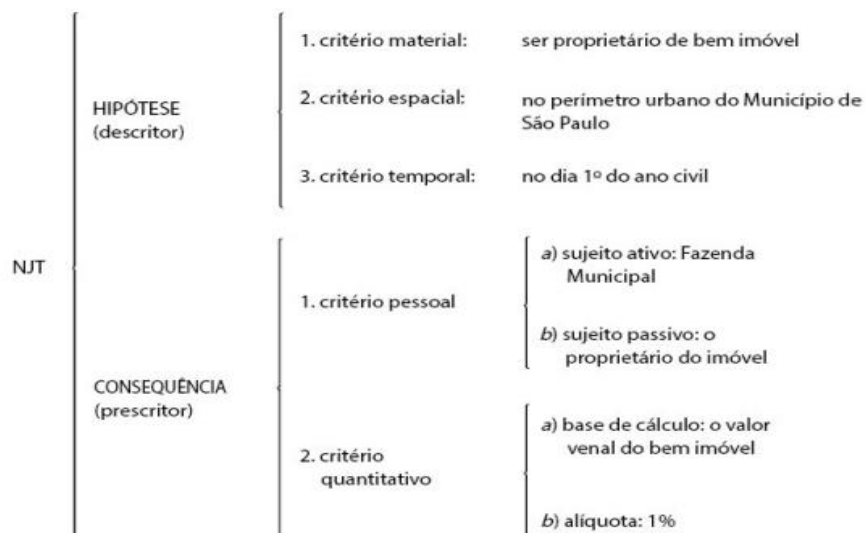 NJT
HIPÓTESE
(descritor)
1. critério material: ser proprietário de bem imóvel
2. critério espacial: no perímetro urbano do Município de
São Paulo
3. critério temporal: no dia 1º do ano civil
CONSEQUÊNCIA
(prescritor)
1. critério pessoal
a) sujeito ativo: Fazenda
Municipal
b) sujeito passivo: o
proprietário do imóvel
2. critério
quantitativo
a) base de cálculo: o valor
venal do bem imóvel
b) alíquota: 1%